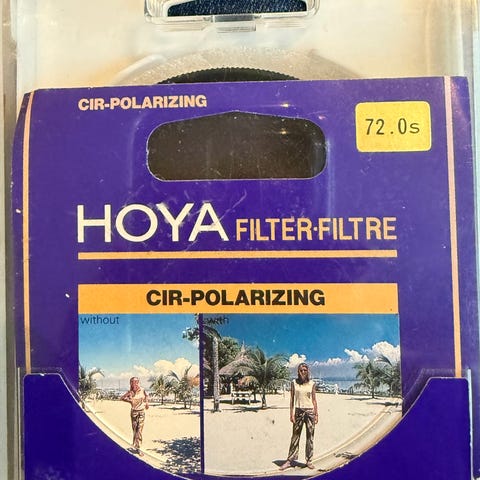 CIR-POLARIZING
72.0s
HOYA FILTER·FILTRE
CIR-POLARIZING
without
with